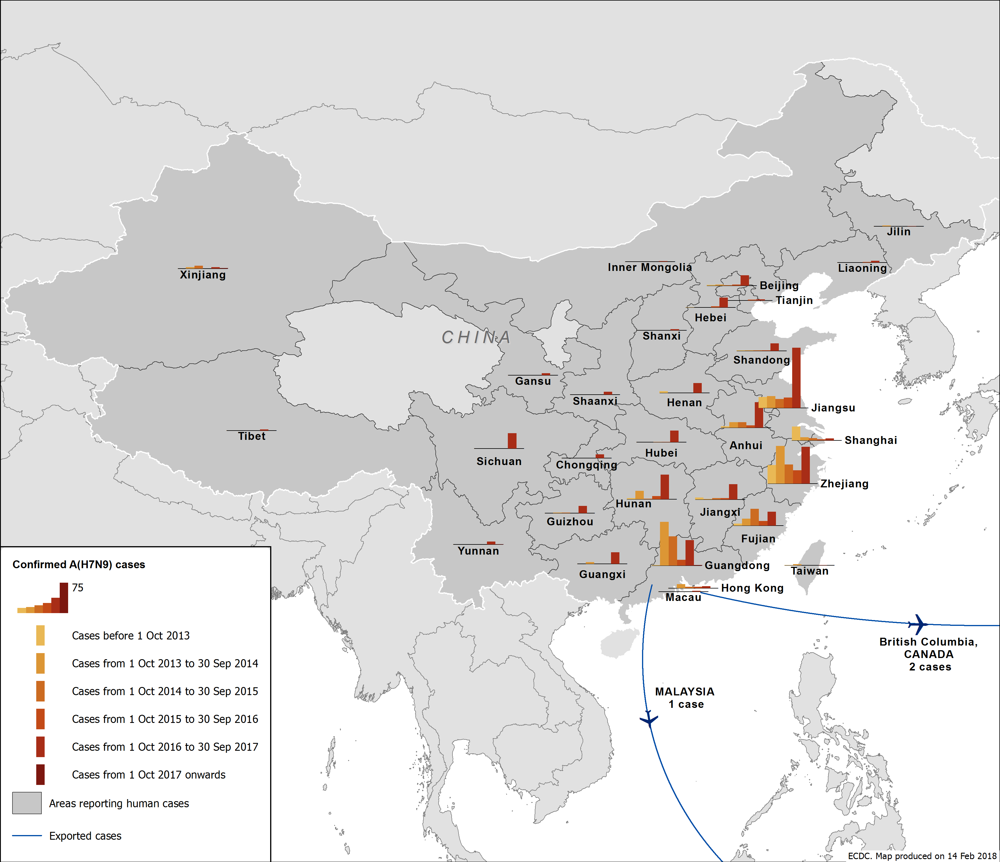 Jilin
Inner Mongolia
Liaoning
Xinjiang
Beijing
Tianjin
Hebei
CHINA
Shanxi
Shandong
Gansu
Shaanxi
Henan
Jiangsu
Tibet
Anhui
Shanghai
Sichuan
Hubei
Chongqing
Zhejiang
Hunan
Jiangxi
Guizhou
Fujian
Yunnan
Guangxi
Guangdong
Taiwan
Hong Kong
Macau
British Columbia,
CANADA
2 cases
MALAYSIA
1 case
Confirmed A(H7N9) cases
75
Cases before 1 Oct 2013
Cases from 1 Oct 2013 to 30 Sep 2014
Cases from 1 Oct 2014 to 30 Sep 2015
Cases from 1 Oct 2015 to 30 Sep 2016
Cases from 1 Oct 2016 to 30 Sep 2017
Cases from 1 Oct 2017 onwards
Areas reporting human cases
Exported cases
ECDC. Map produced on 14 Feb 2018